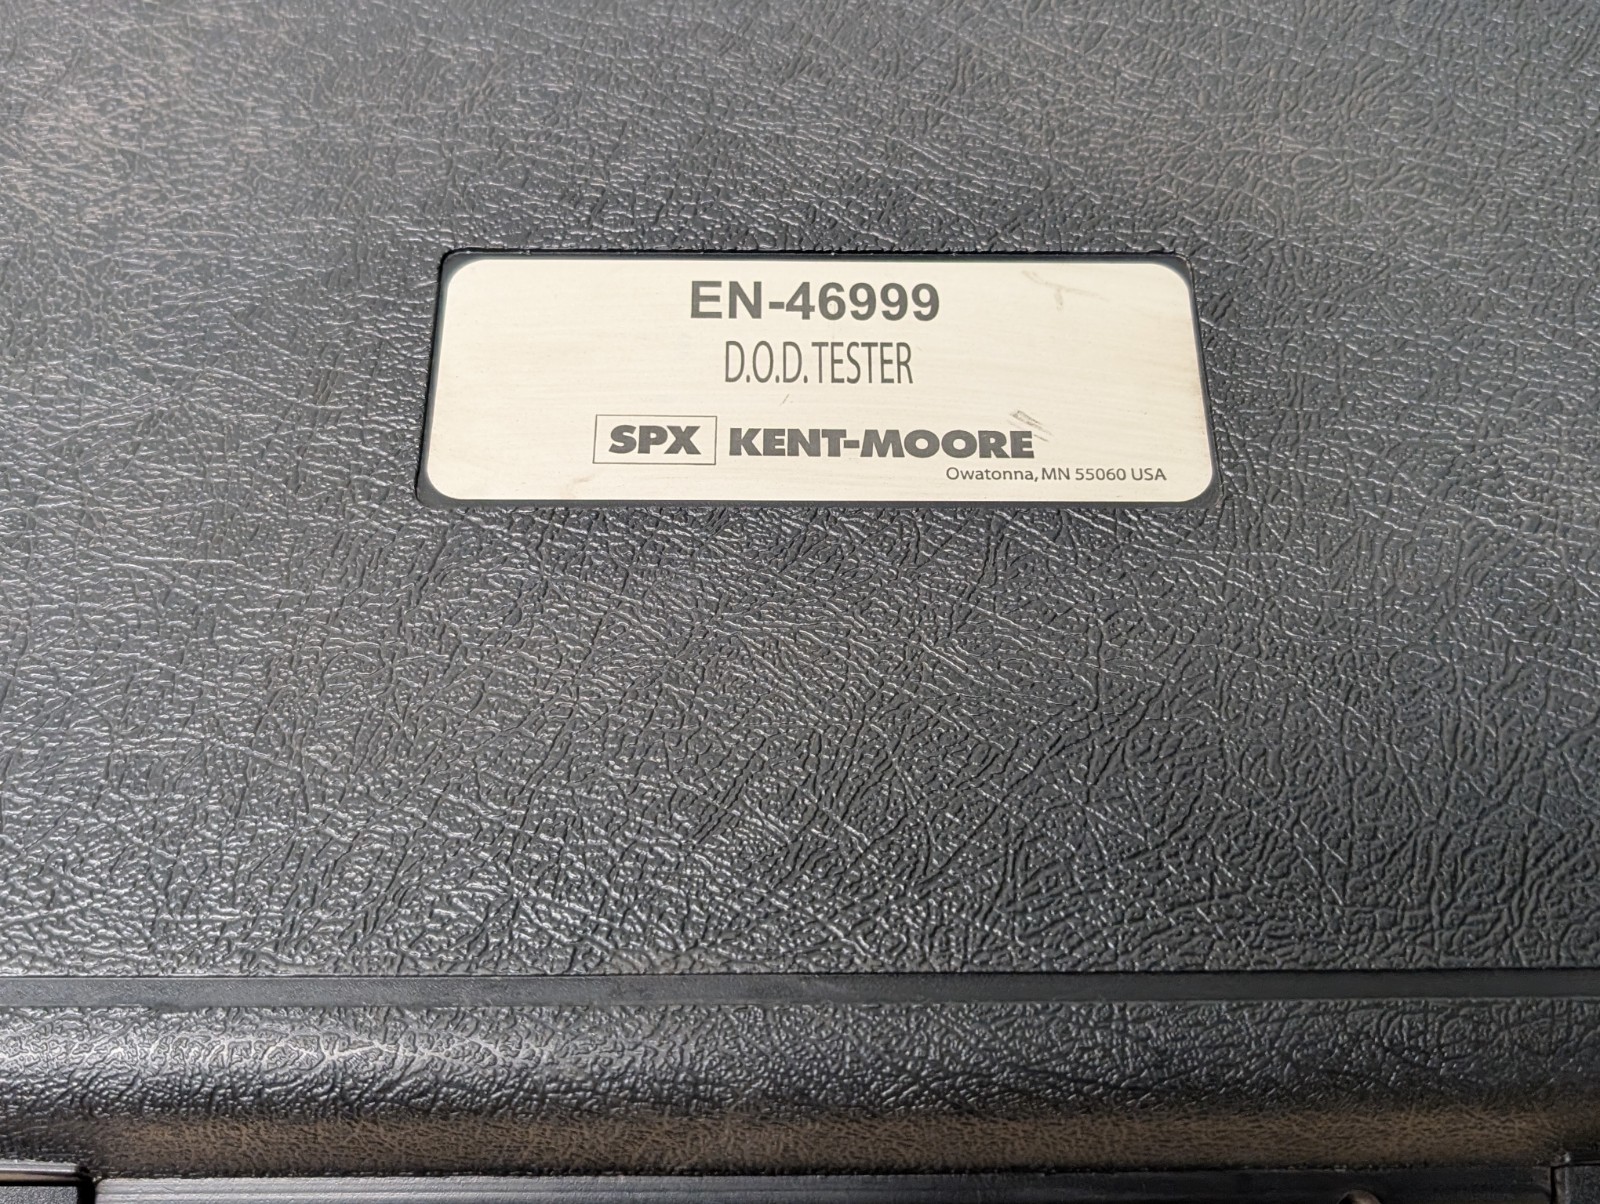 EN-46999
D.O.D. TESTER
SPX KENT-MOORE
Owatonna, MN 55060 USA